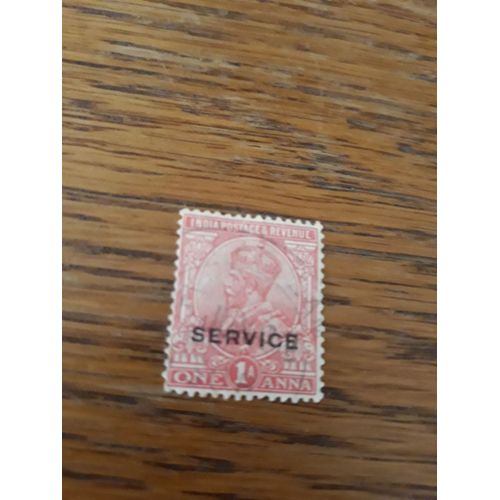 INDIA POSTAGE & REVENUE
SERVICE
ONE 1A ANNA